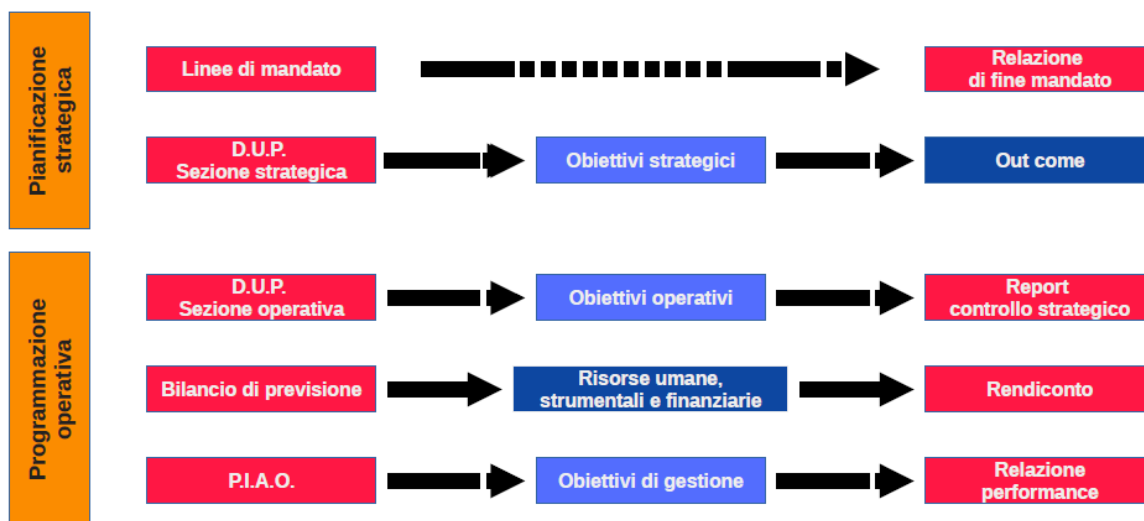 Pianificazione
strategica
Linee di mandato
Relazione
di fine mandato
D.U.P.
Sezione strategica
Obiettivi strategici
Out come
Programmazione
operativa
D.U.P.
Sezione operativa
Obiettivi operativi
Report
controllo strategico
Bilancio di previsione
Risorse umane,
strumentali e finanziarie
Rendiconto
P.I.A.O.
Obiettivi di gestione
Relazione
performance